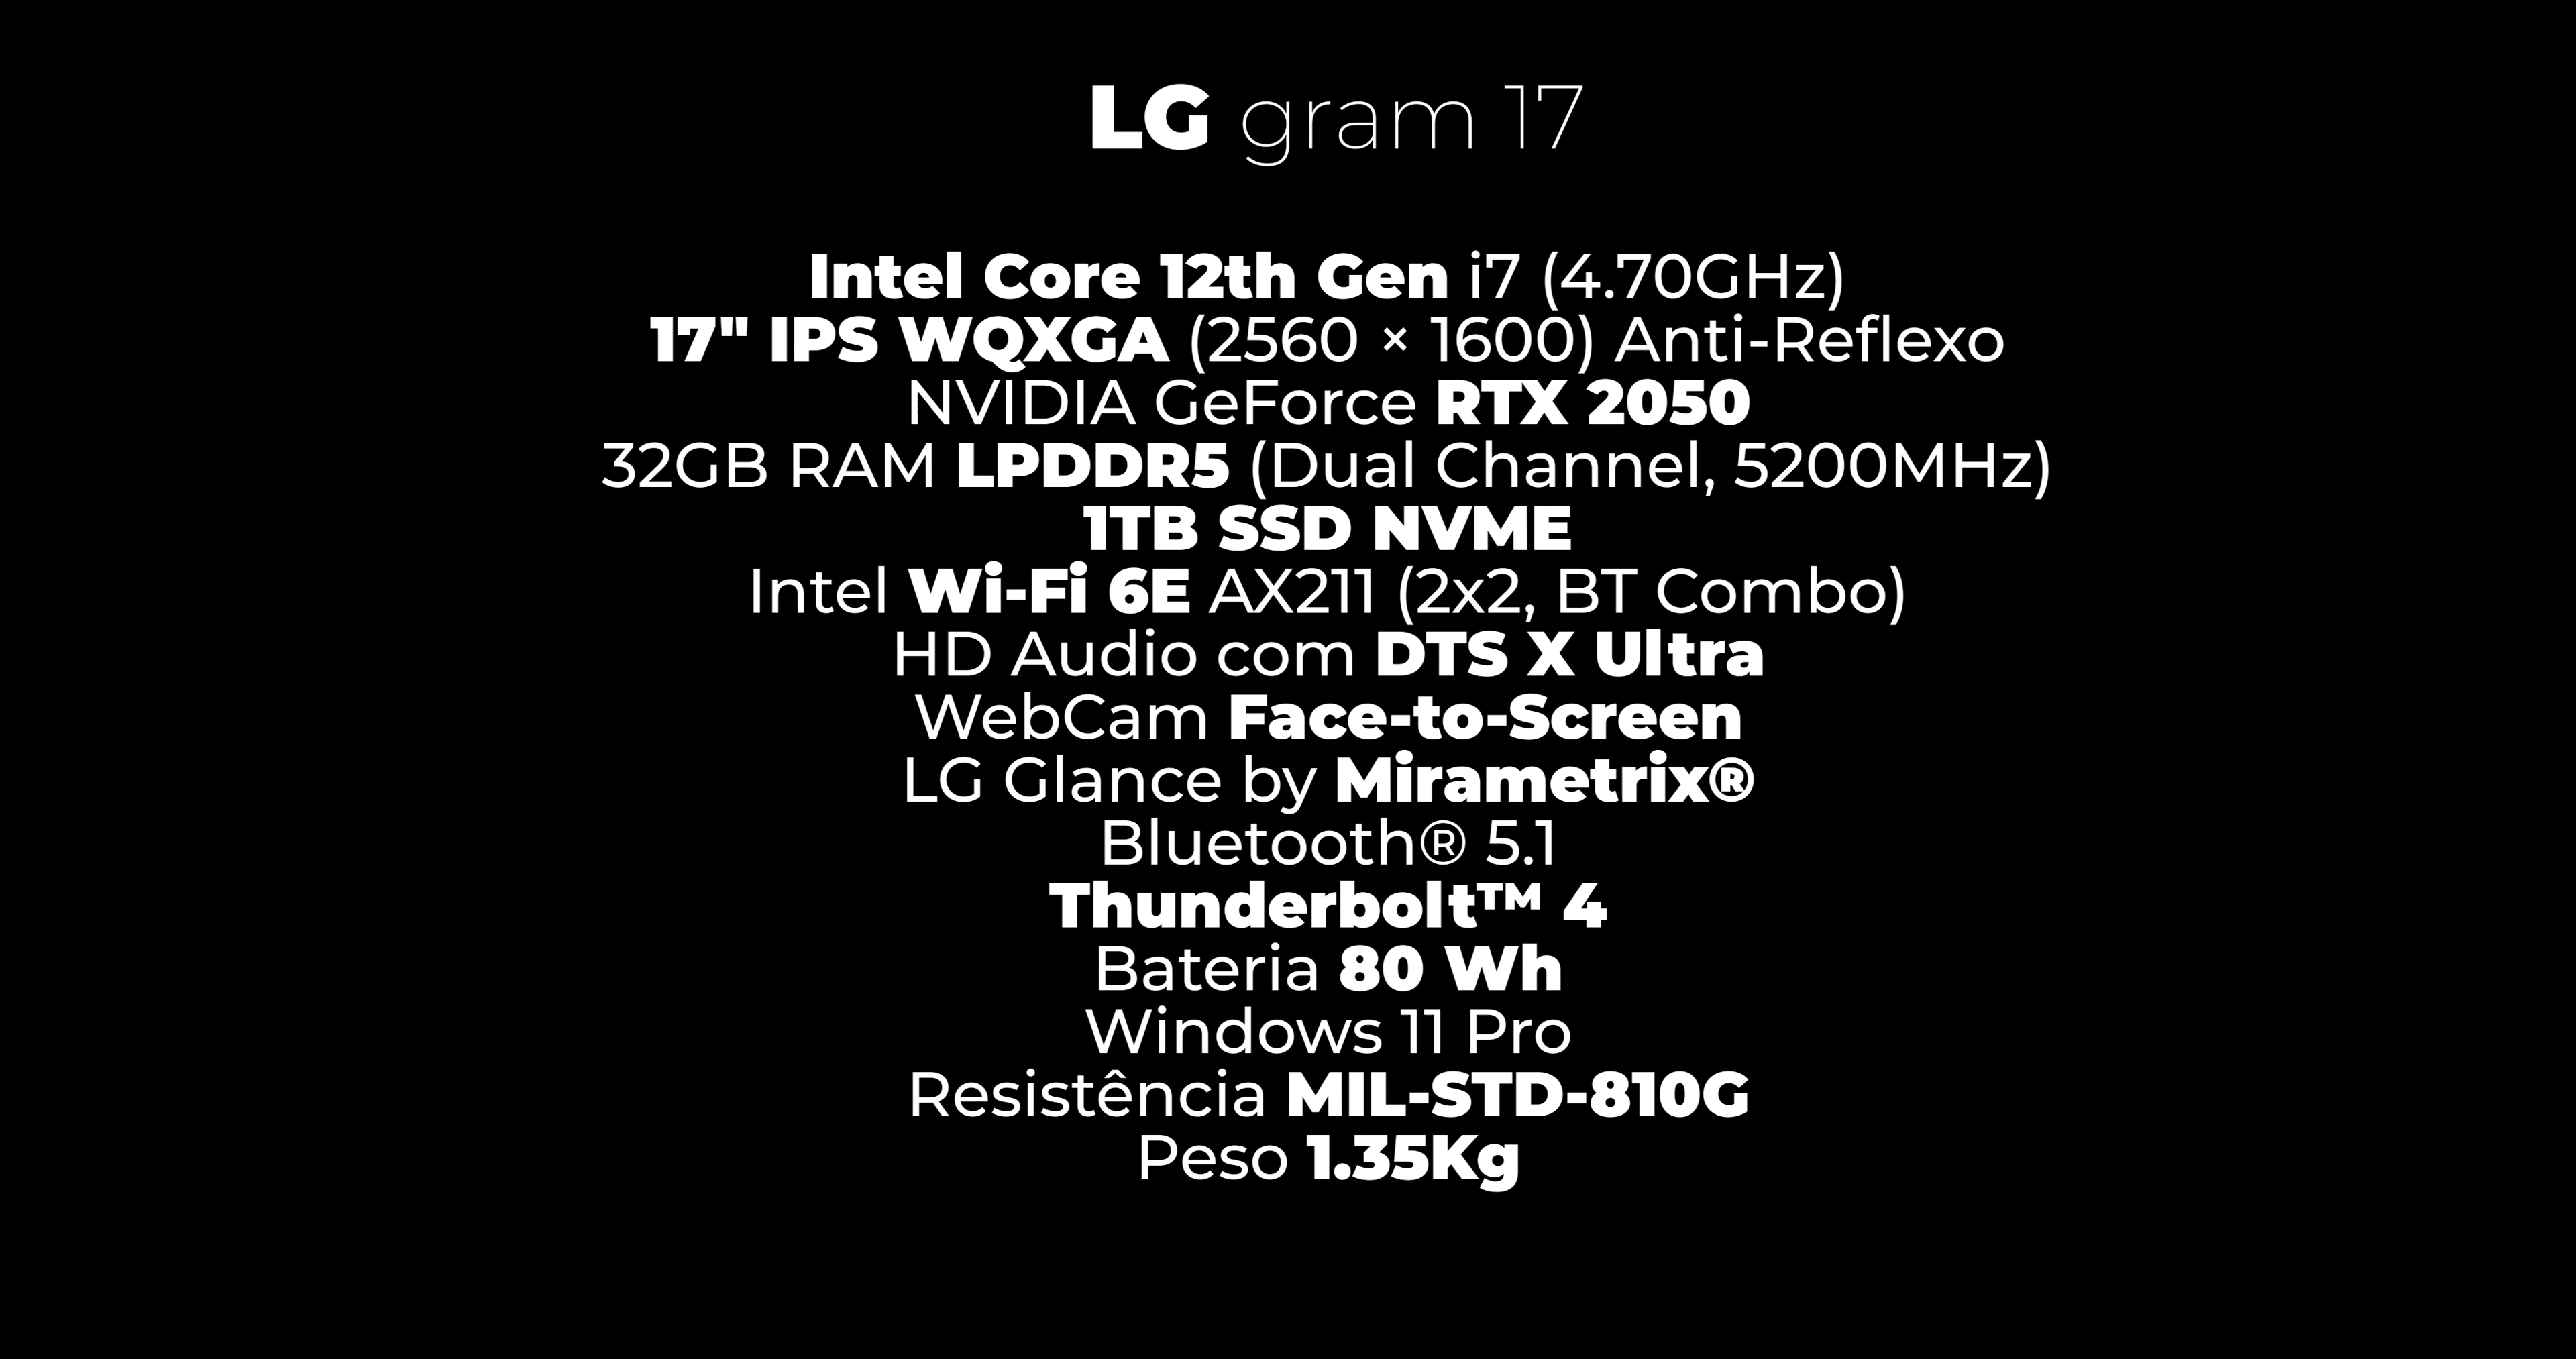 LG gram 17
Intel Core 12th Gen i7 (4.70GHz)
17" IPS WQXGA (2560 × 1600) Anti-Reflexo
NVIDIA GeForce RTX 2050
32GB RAM LPDDR5 (Dual Channel, 5200MHz)
1TB SSD NVME
Intel Wi-Fi 6E AX211 (2x2, BT Combo)
HD Audio com DTS X Ultra
WebCam Face-to-Screen
LG Glance by Mirametrix®
Bluetooth® 5.1
Thunderbolt™ 4
Bateria 80 Wh
Windows 11 Pro
Resistência MIL-STD-810G
Peso 1.35Kg